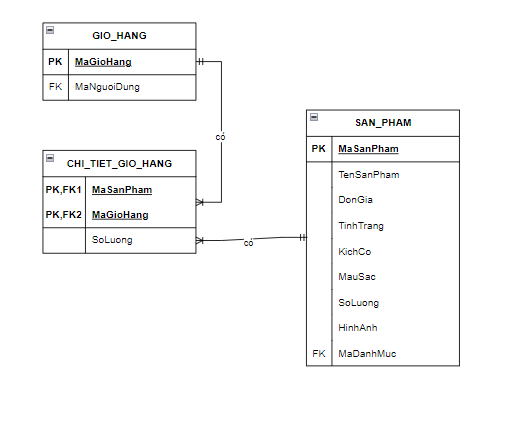 GIO_HANG
PK MaGioHang
FK MaNguoiDung
có
CHI_TIET_GIO_HANG
PK,FK1 MaSanPham
PK,FK2 MaGioHang
SoLuong
có
SAN_PHAM
PK MaSanPham
TenSanPham
DonGia
TinhTrang
KichCo
MauSac
SoLuong
HinhAnh
FK MaDanhMuc